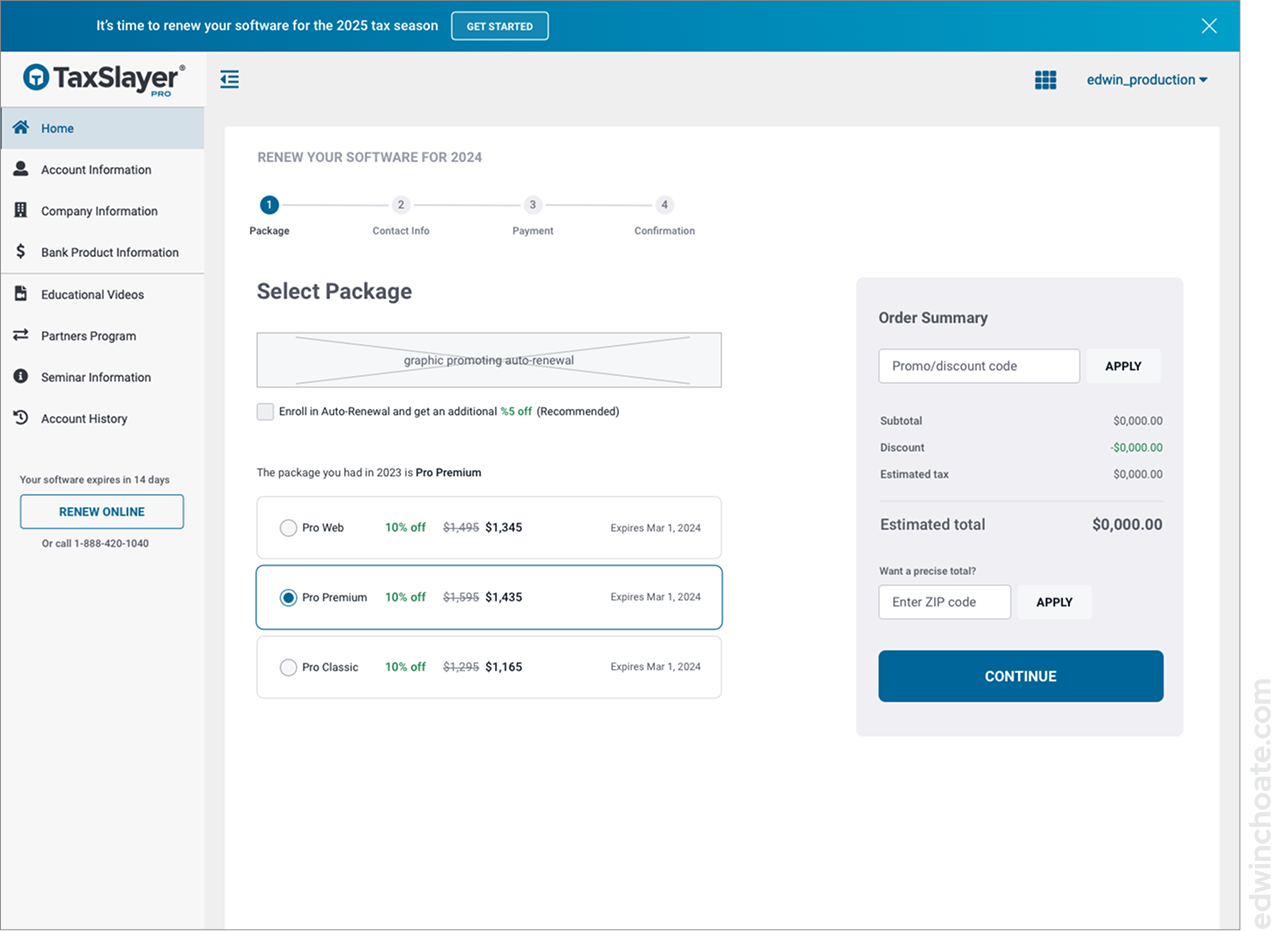 It's time to renew your software for the 2025 tax season GET STARTED
TaxSlayer®
PRO
edwin_production
Home
Account Information
Company Information
Bank Product Information
Educational Videos
Partners Program
Seminar Information
Account History
Your software expires in 14 days
RENEW ONLINE
Or call 1-888-420-1040
RENEW YOUR SOFTWARE FOR 2024
1 2 3 4
Package Contact Info Payment Confirmation
Select Package
graphic promoting auto-renewal
Enroll in Auto-Renewal and get an additional %5 off (Recommended)
The package you had in 2023 is Pro Premium
Pro Web 10% off $1,495 $1,345 Expires Mar 1, 2024
Pro Premium 10% off $1,595 $1,435 Expires Mar 1, 2024
Pro Classic 10% off $1,295 $1,165 Expires Mar 1, 2024
Order Summary
Promo/discount code APPLY
Subtotal $0,000.00
Discount -$0,000.00
Estimated tax $0,000.00
Estimated total $0,000.00
Want a precise total?
Enter ZIP code APPLY
CONTINUE
edwinchoate.com